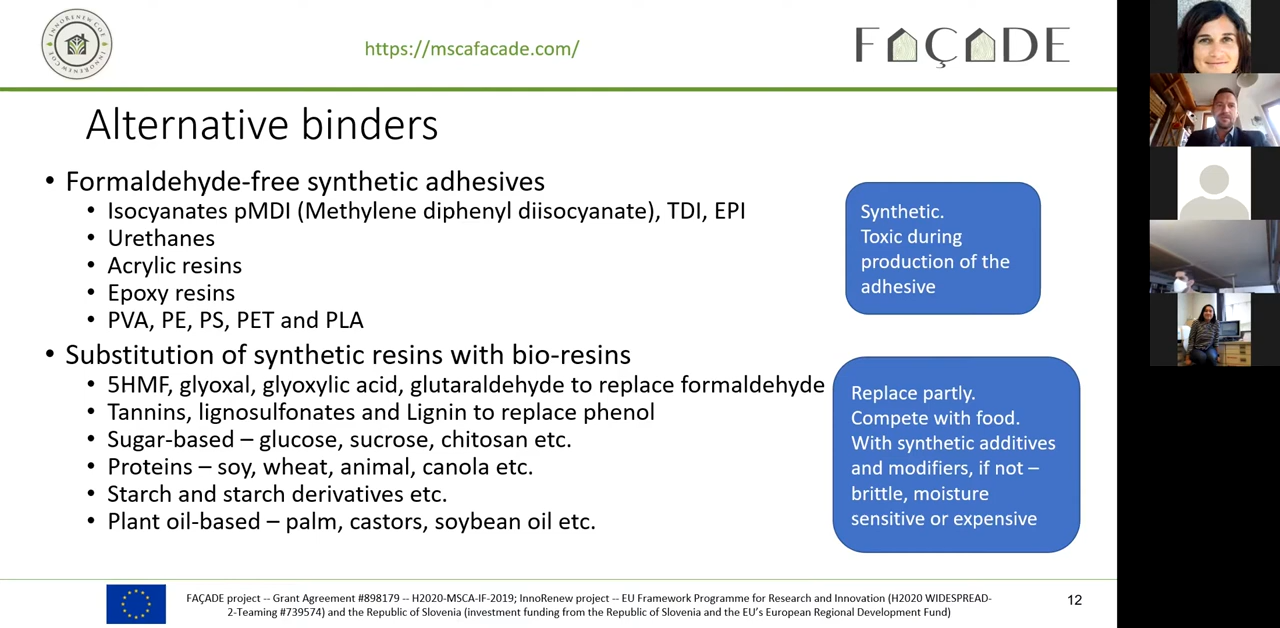 INNORENEW COE
INNORENEW COE
https://mscafacade.com/
FAÇADE
Alternative binders
• Formaldehyde-free synthetic adhesives
• Isocyanates pMDI (Methylene diphenyl diisocyanate), TDI, EPI
• Urethanes
• Acrylic resins
• Epoxy resins
• PVA, PE, PS, PET and PLA
Synthetic.
Toxic during
production of the
adhesive
• Substitution of synthetic resins with bio-resins
• 5HMF, glyoxal, glyoxylic acid, glutaraldehyde to replace formaldehyde
• Tannins, lignosulfonates and Lignin to replace phenol
• Sugar-based – glucose, sucrose, chitosan etc.
• Proteins – soy, wheat, animal, canola etc.
• Starch and starch derivatives etc.
• Plant oil-based – palm, castors, soybean oil etc.
Replace partly.
Compete with food.
With synthetic additives
and modifiers, if not –
brittle, moisture
sensitive or expensive
FAÇADE project -- Grant Agreement #898179 -- H2020-MSCA-IF-2019; InnoRenew project -- EU Framework Programme for Research and Innovation (H2020 WIDESPREAD-
2-Teaming #739574) and the Republic of Slovenia (investment funding from the Republic of Slovenia and the EU's European Regional Development Fund)
12